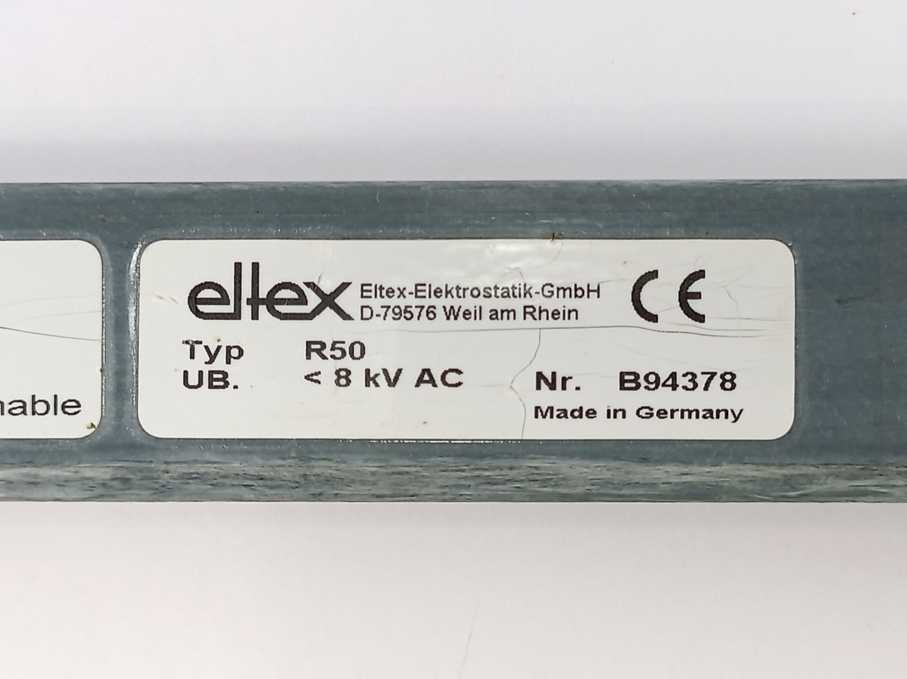 eltex
Eltex-Elektrostatik-GmbH
D-79576 Weil am Rhein
CE
Typ R50
UB. < 8 kV AC
Nr. B94378
Made in Germany